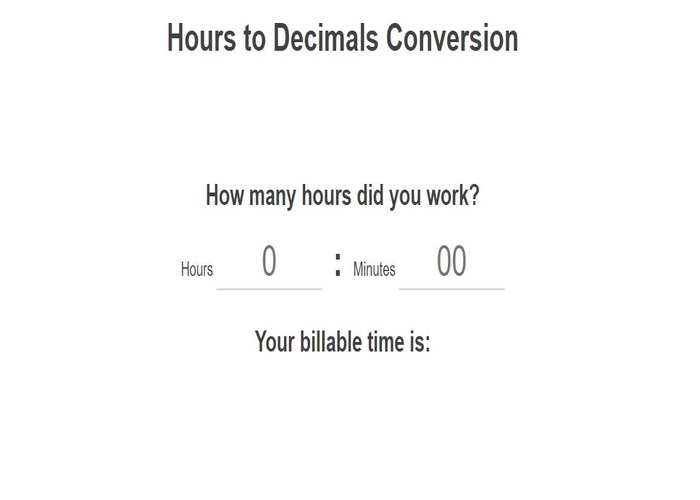 Hours to Decimals Conversion
How many hours did you work?
Hours 0 : Minutes 00
Your billable time is: